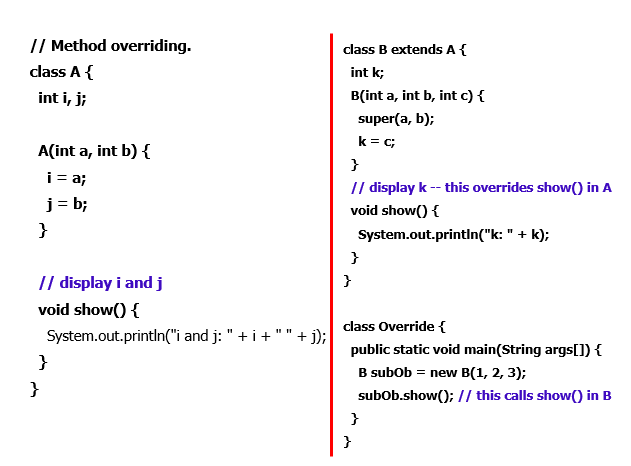 // Method overriding.
class A {
int i, j;
A(int a, int b) {
i = a;
j = b;
}
// display i and j
void show() {
System.out.println("i and j: " + i + " " + j);
}
}
class B extends A {
int k;
B(int a, int b, int c) {
super(a, b);
k = c;
}
// display k -- this overrides show() in A
void show() {
System.out.println("k: " + k);
}
}
class Override {
public static void main(String args[]) {
B subOb = new B(1, 2, 3);
subOb.show(); // this calls show() in B
}
}